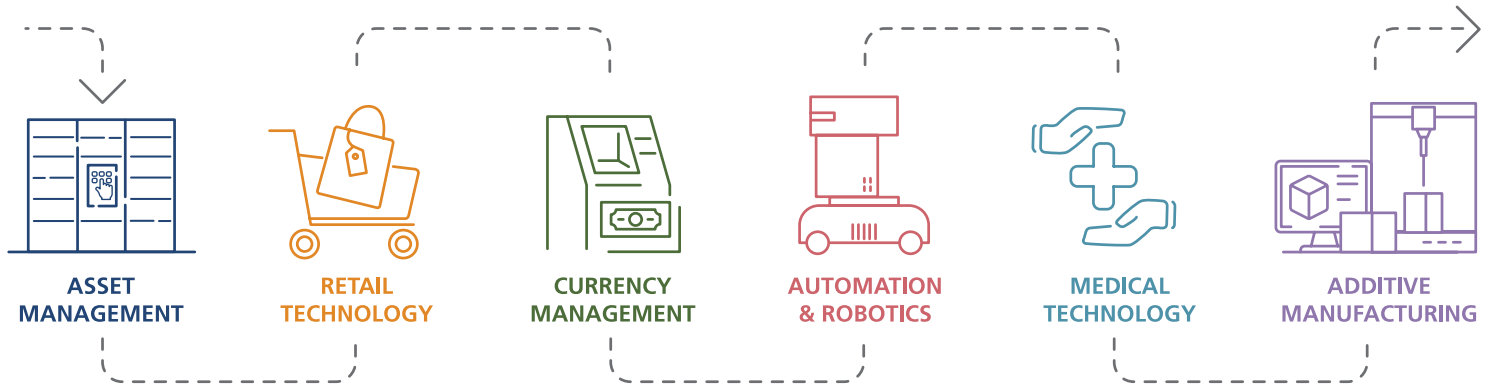 ASSET
MANAGEMENT
RETAIL
TECHNOLOGY
CURRENCY
MANAGEMENT
AUTOMATION
& ROBOTICS
MEDICAL
TECHNOLOGY
ADDITIVE
MANUFACTURING